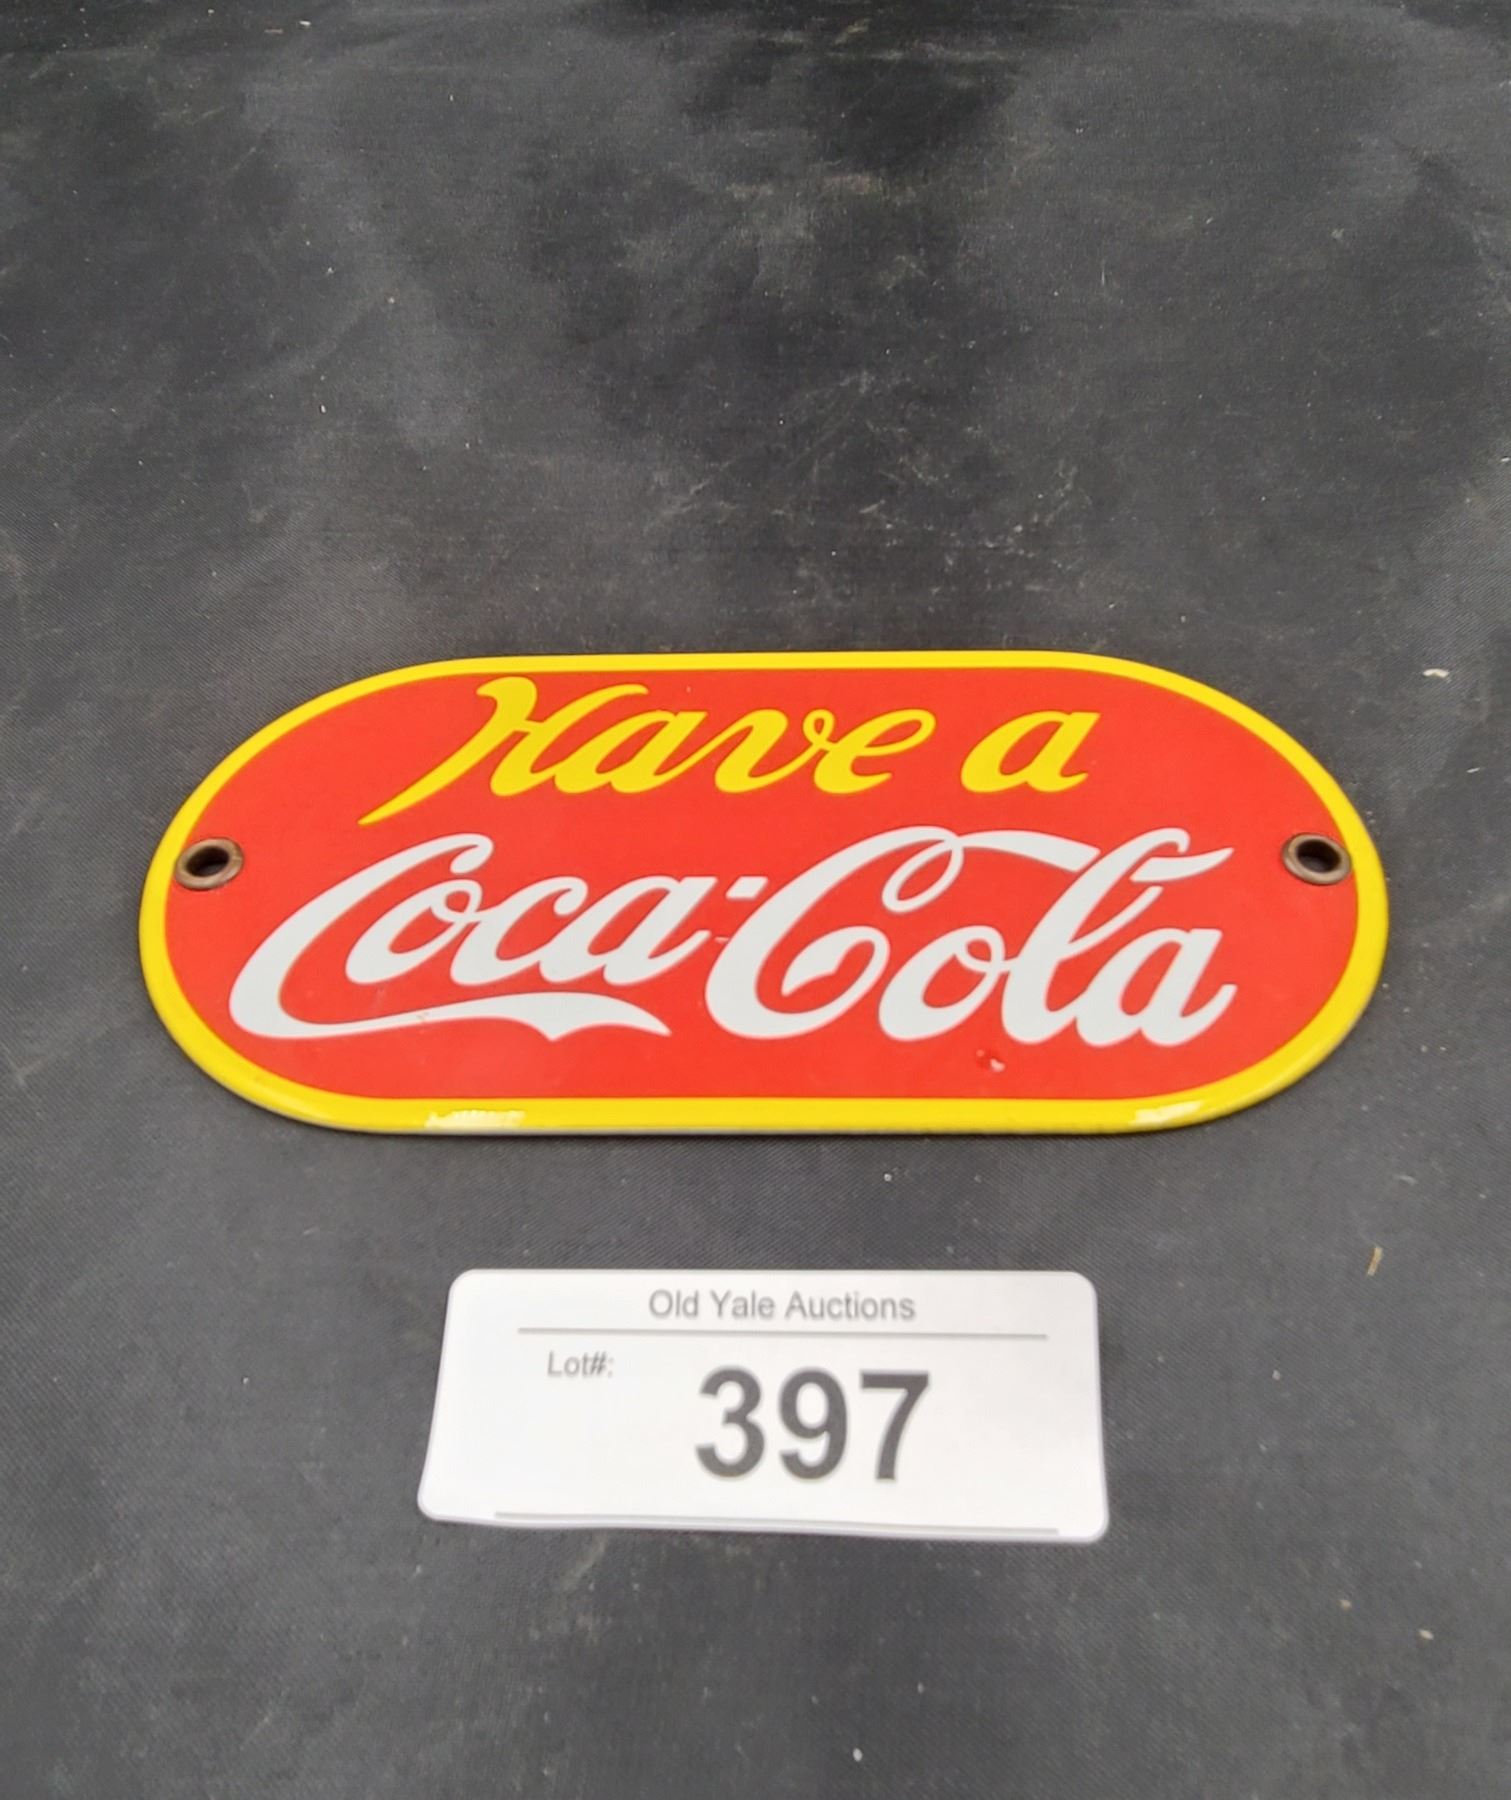 Have a
Coca-Cola
Old Yale Auctions
Lot#:
397